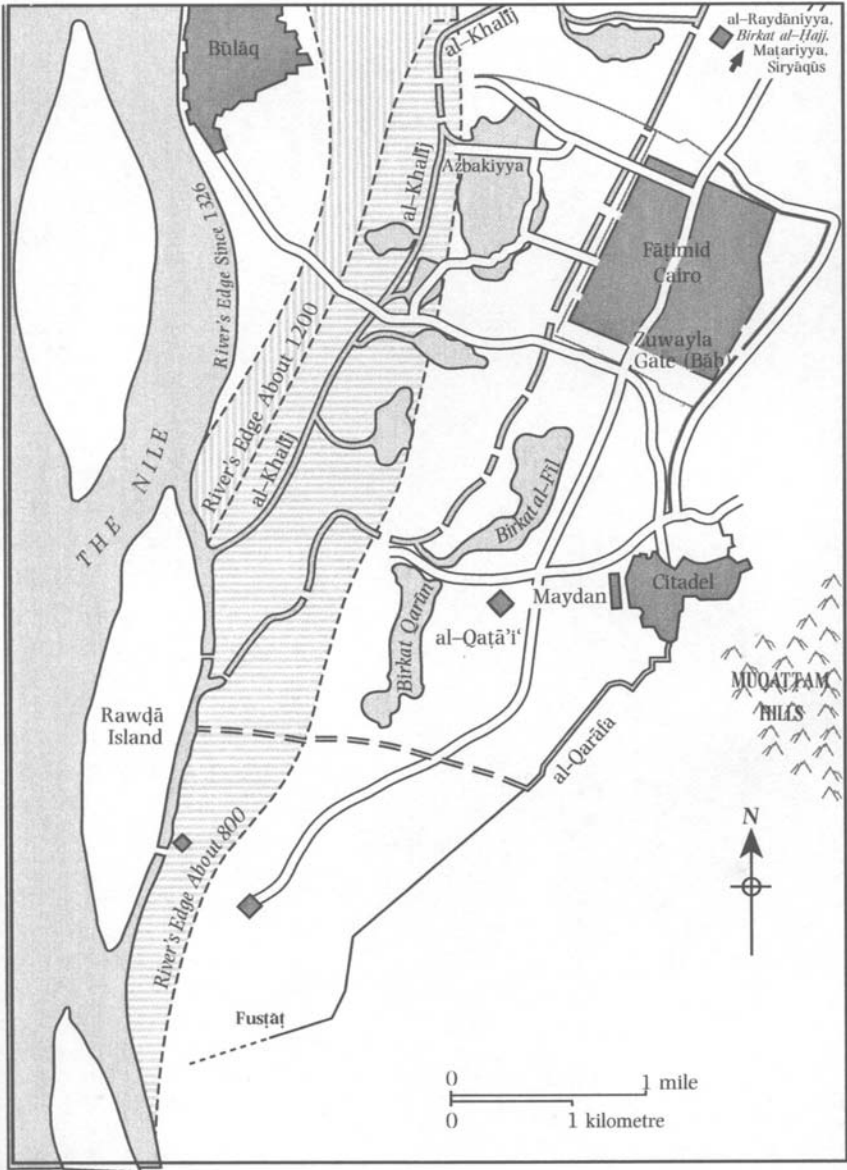 al-Raydāniyya,
Birkat al-Ḥajj,
Maṭariyya,
Siryāqūs
al-Khalīj
Būlāq
Azbakiyya
al-Khalīj
River's Edge Since 1326
Fāṭimid
Cairo
River's Edge About 1200
Zuwayla
Gate (Bāb)
al-Khalīj
THE NILE
Birkat al-Fīl
Birkat Qarūn
Maydan
Citadel
al-Qaṭā'i‘
MUQATTAM
HILLS
Rawḍā
Island
al-Qarāfa
N
River's Edge About 800
Fusṭāṭ
0 1 mile
0 1 kilometre